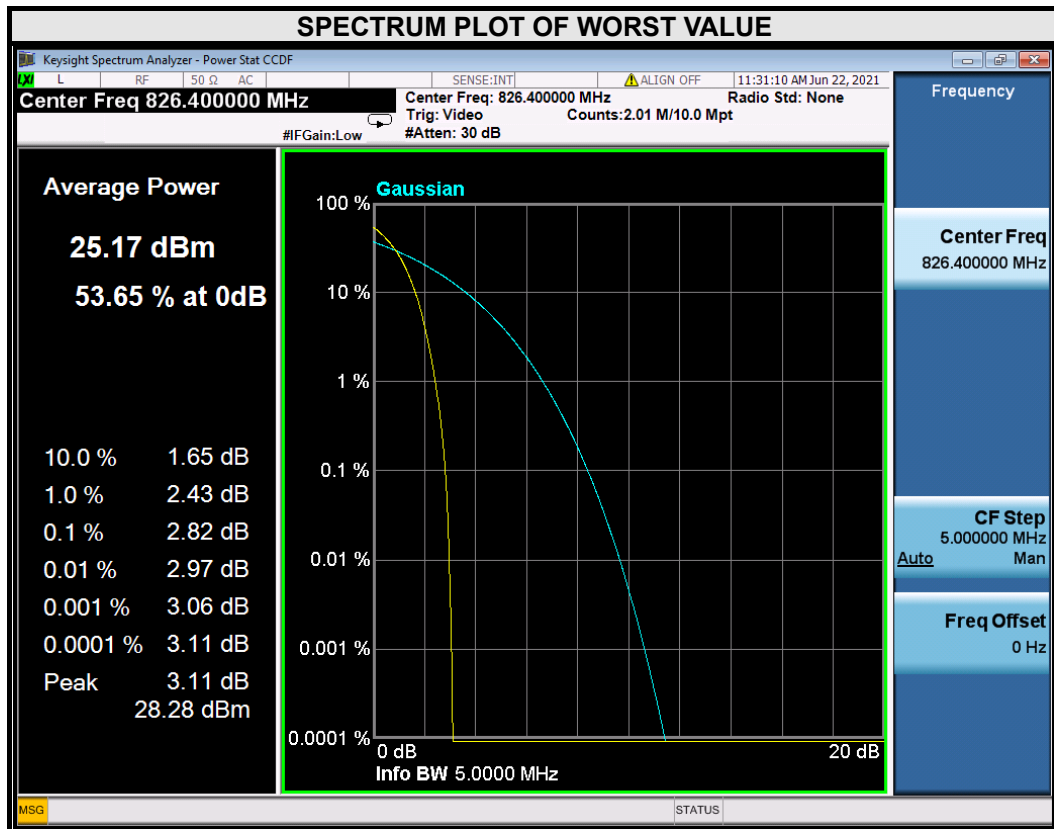 SPECTRUM PLOT OF WORST VALUE
Keysight Spectrum Analyzer - Power Stat CCDF
LXI L RF 50 Ω AC SENSE:INT ALIGN OFF 11:31:10 AM Jun 22, 2021
Center Freq 826.400000 MHz
Center Freq: 826.400000 MHz Radio Std: None
Trig: Video Counts:2.01 M/10.0 Mpt
#IFGain:Low #Atten: 30 dB
Frequency
Average Power
25.17 dBm
53.65 % at 0dB
10.0 % 1.65 dB
1.0 % 2.43 dB
0.1 % 2.82 dB
0.01 % 2.97 dB
0.001 % 3.06 dB
0.0001 % 3.11 dB
Peak 3.11 dB
28.28 dBm
Gaussian
100 %
10 %
1 %
0.1 %
0.01 %
0.001 %
0.0001 %
0 dB 20 dB
Info BW 5.0000 MHz
Center Freq
826.400000 MHz
CF Step
5.000000 MHz
Auto Man
Freq Offset
0 Hz
MSG STATUS